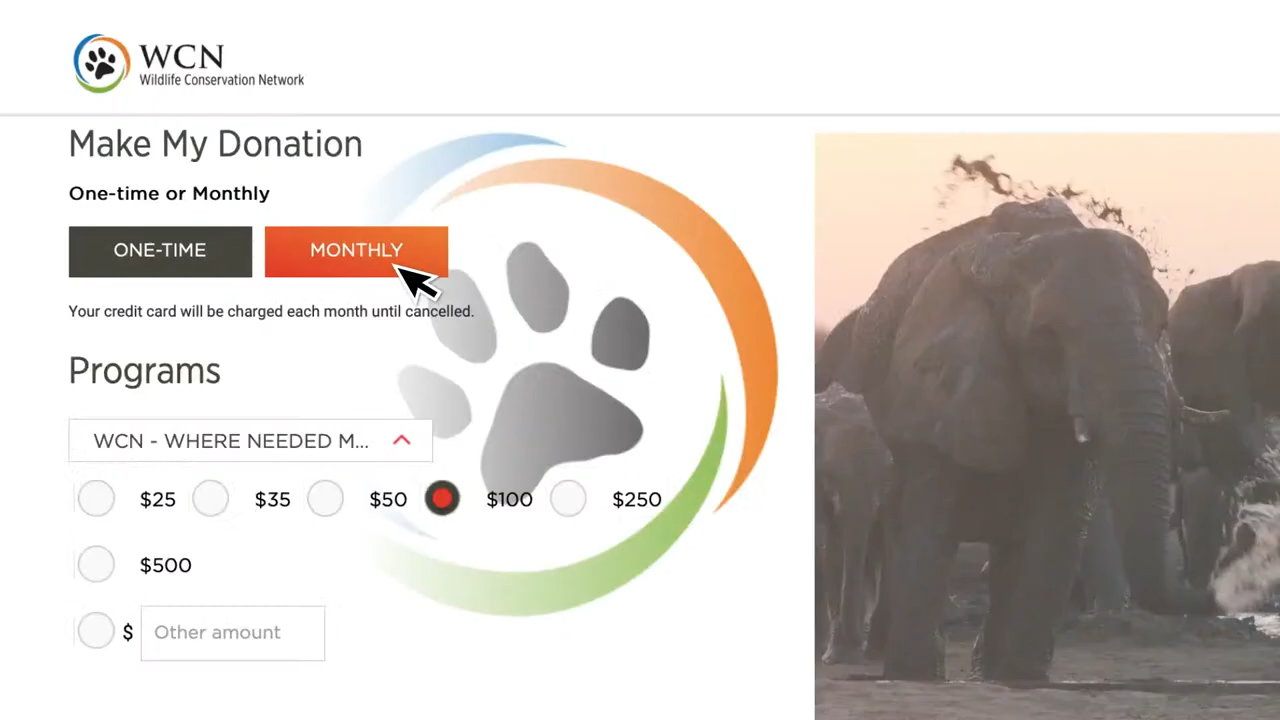 WCN
Wildlife Conservation Network
Make My Donation
One-time or Monthly
ONE-TIME MONTHLY
Your credit card will be charged each month until cancelled.
Programs
WCN - WHERE NEEDED M...
$25 $35 $50 $100 $250
$500
$ Other amount